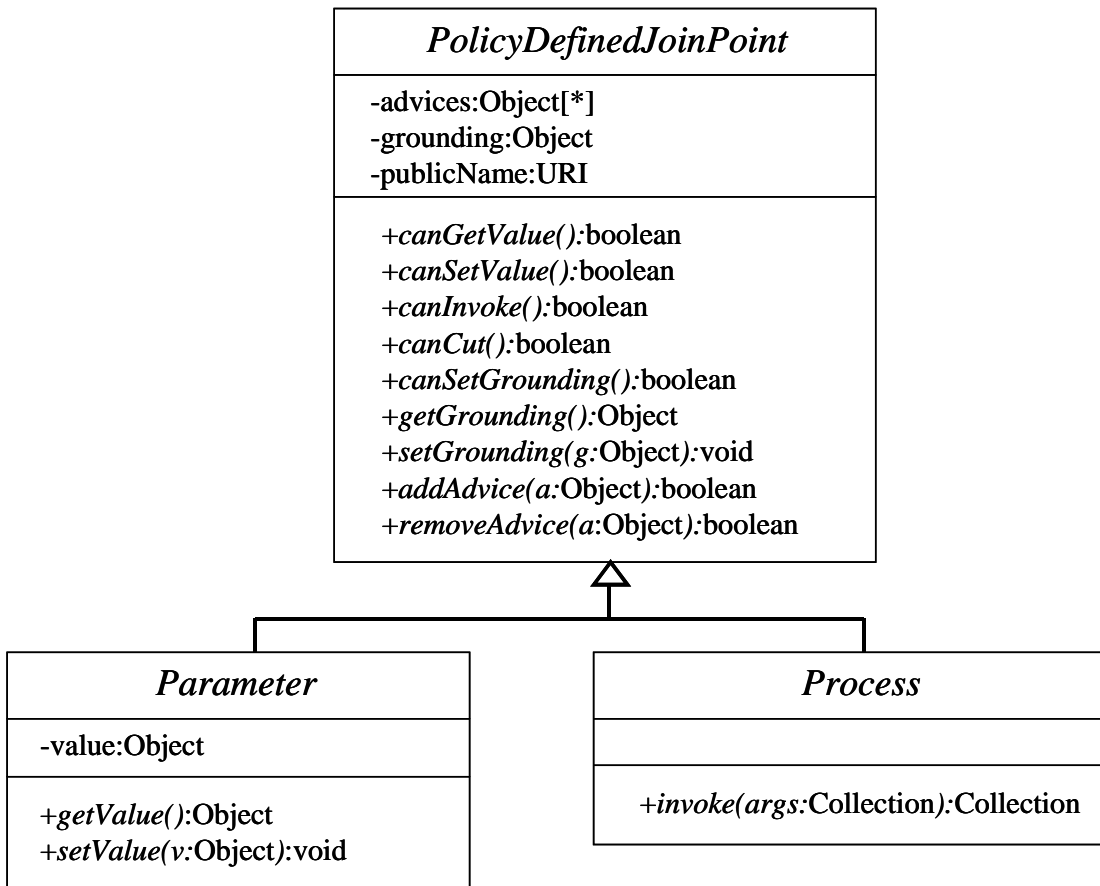 PolicyDefinedJoinPoint
-advices:Object[*]
-grounding:Object
-publicName:URI
+canGetValue():boolean
+canSetValue():boolean
+canInvoke():boolean
+canCut():boolean
+canSetGrounding():boolean
+getGrounding():Object
+setGrounding(g:Object):void
+addAdvice(a:Object):boolean
+removeAdvice(a:Object):boolean
Parameter
-value:Object
+getValue():Object
+setValue(v:Object):void
Process
+invoke(args:Collection):Collection